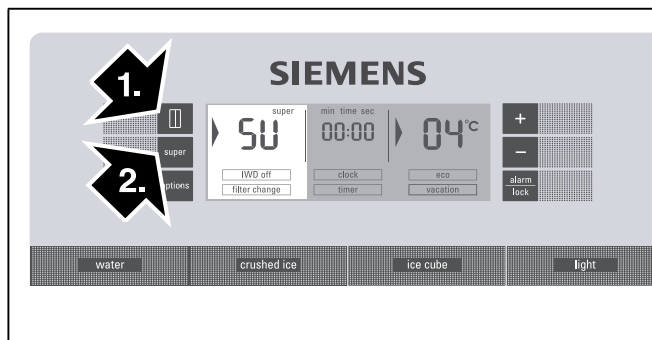 1.
SIEMENS
super
min time sec
SU
00:00
04°C
+
super
−
2.
options
IWD off
clock
eco
alarm
lock
filter change
timer
vacation
water
crushed ice
ice cube
light